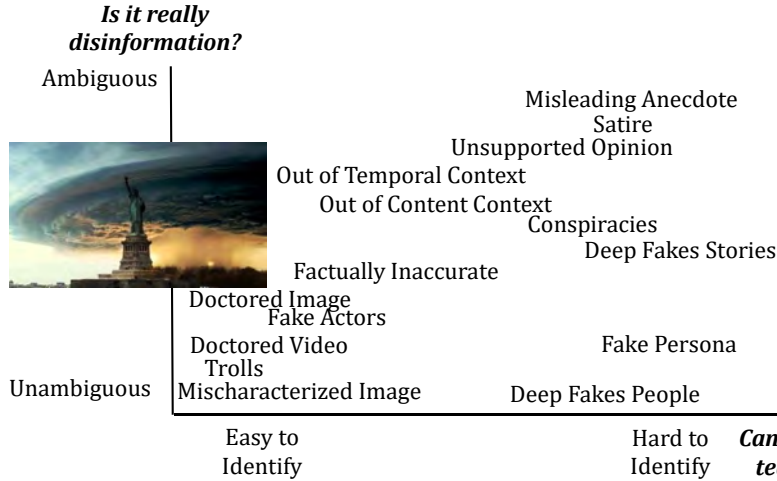 Is it really
disinformation?
Ambiguous
Misleading Anecdote
Satire
Unsupported Opinion
Out of Temporal Context
Out of Content Context
Conspiracies
Deep Fakes Stories
Factually Inaccurate
Doctored Image
Fake Actors
Doctored Video
Fake Persona
Trolls
Unambiguous
Mischaracterized Image
Deep Fakes People
Easy to
Identify
Hard to
Identify